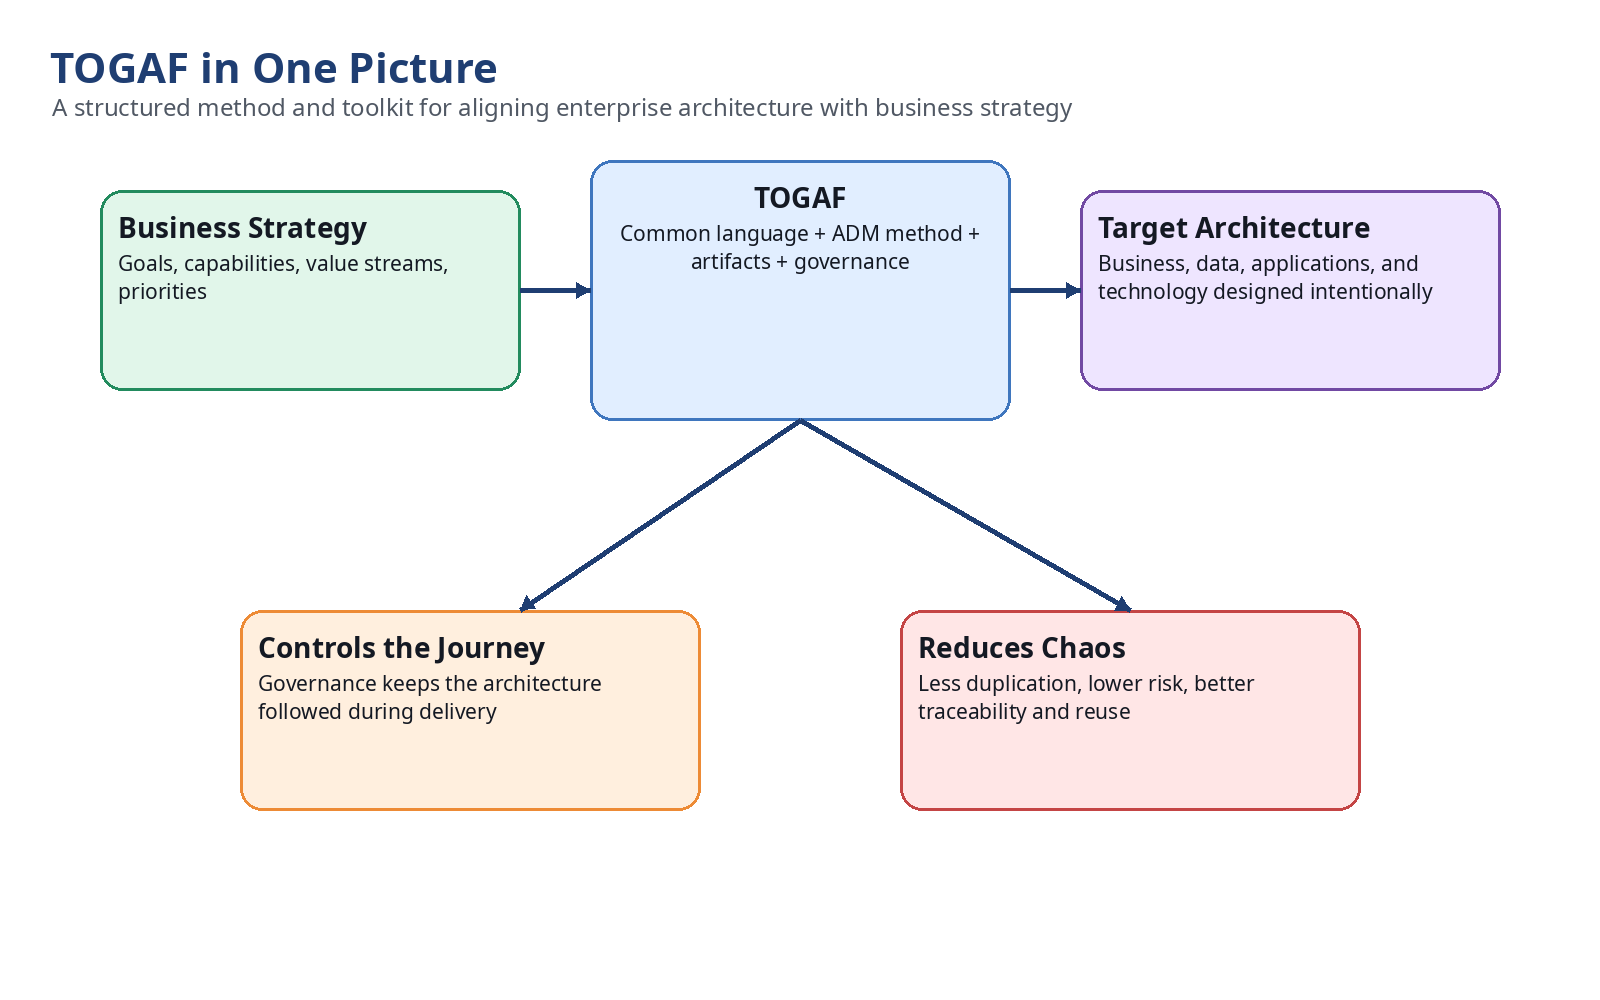 TOGAF in One Picture
A structured method and toolkit for aligning enterprise architecture with business strategy
Business Strategy
Goals, capabilities, value streams,
priorities
TOGAF
Common language + ADM method +
artifacts + governance
Target Architecture
Business, data, applications, and
technology designed intentionally
Controls the Journey
Governance keeps the architecture
followed during delivery
Reduces Chaos
Less duplication, lower risk, better
traceability and reuse